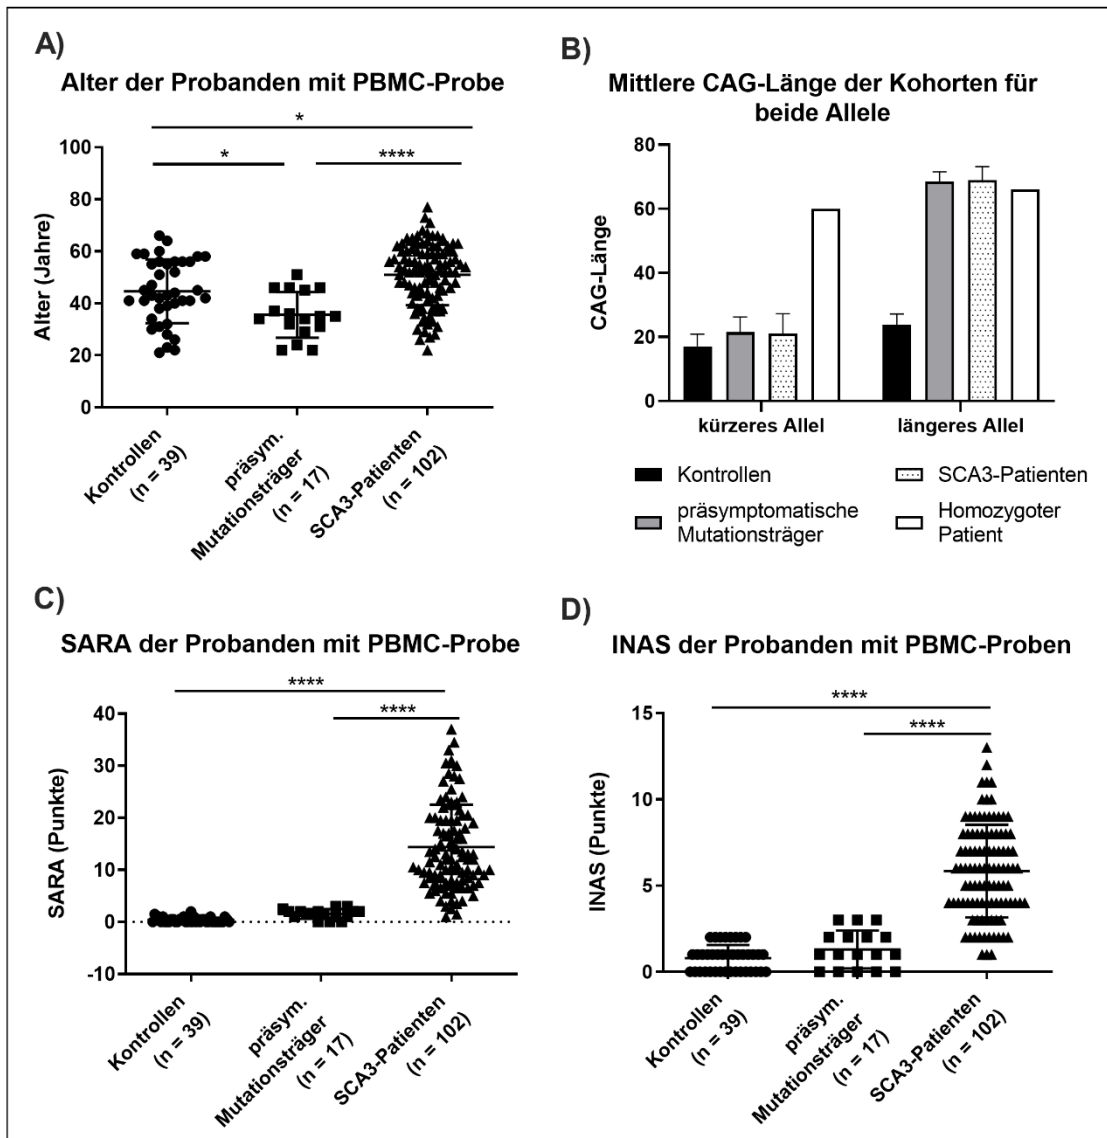 A)
Alter der Probanden mit PBMC-Probe
*
*
****
100
80
60
40
20
0
Alter (Jahre)
Kontrollen
(n = 39)
präsym.
Mutationsträger
(n = 17)
SCA3-Patienten
(n = 102)
B)
Mittlere CAG-Länge der Kohorten für
beide Allele
80
60
40
20
0
CAG-Länge
kürzeres Allel
längeres Allel
Kontrollen
SCA3-Patienten
präsymptomatische
Mutationsträger
Homozygoter
Patient
C)
SARA der Probanden mit PBMC-Probe
****
****
40
30
20
10
0
-10
SARA (Punkte)
Kontrollen
(n = 39)
präsym.
Mutationsträger
(n = 17)
SCA3-Patienten
(n = 102)
D)
INAS der Probanden mit PBMC-Proben
****
****
15
10
5
0
INAS (Punkte)
Kontrollen
(n = 39)
präsym.
Mutationsträger
(n = 17)
SCA3-Patienten
(n = 102)